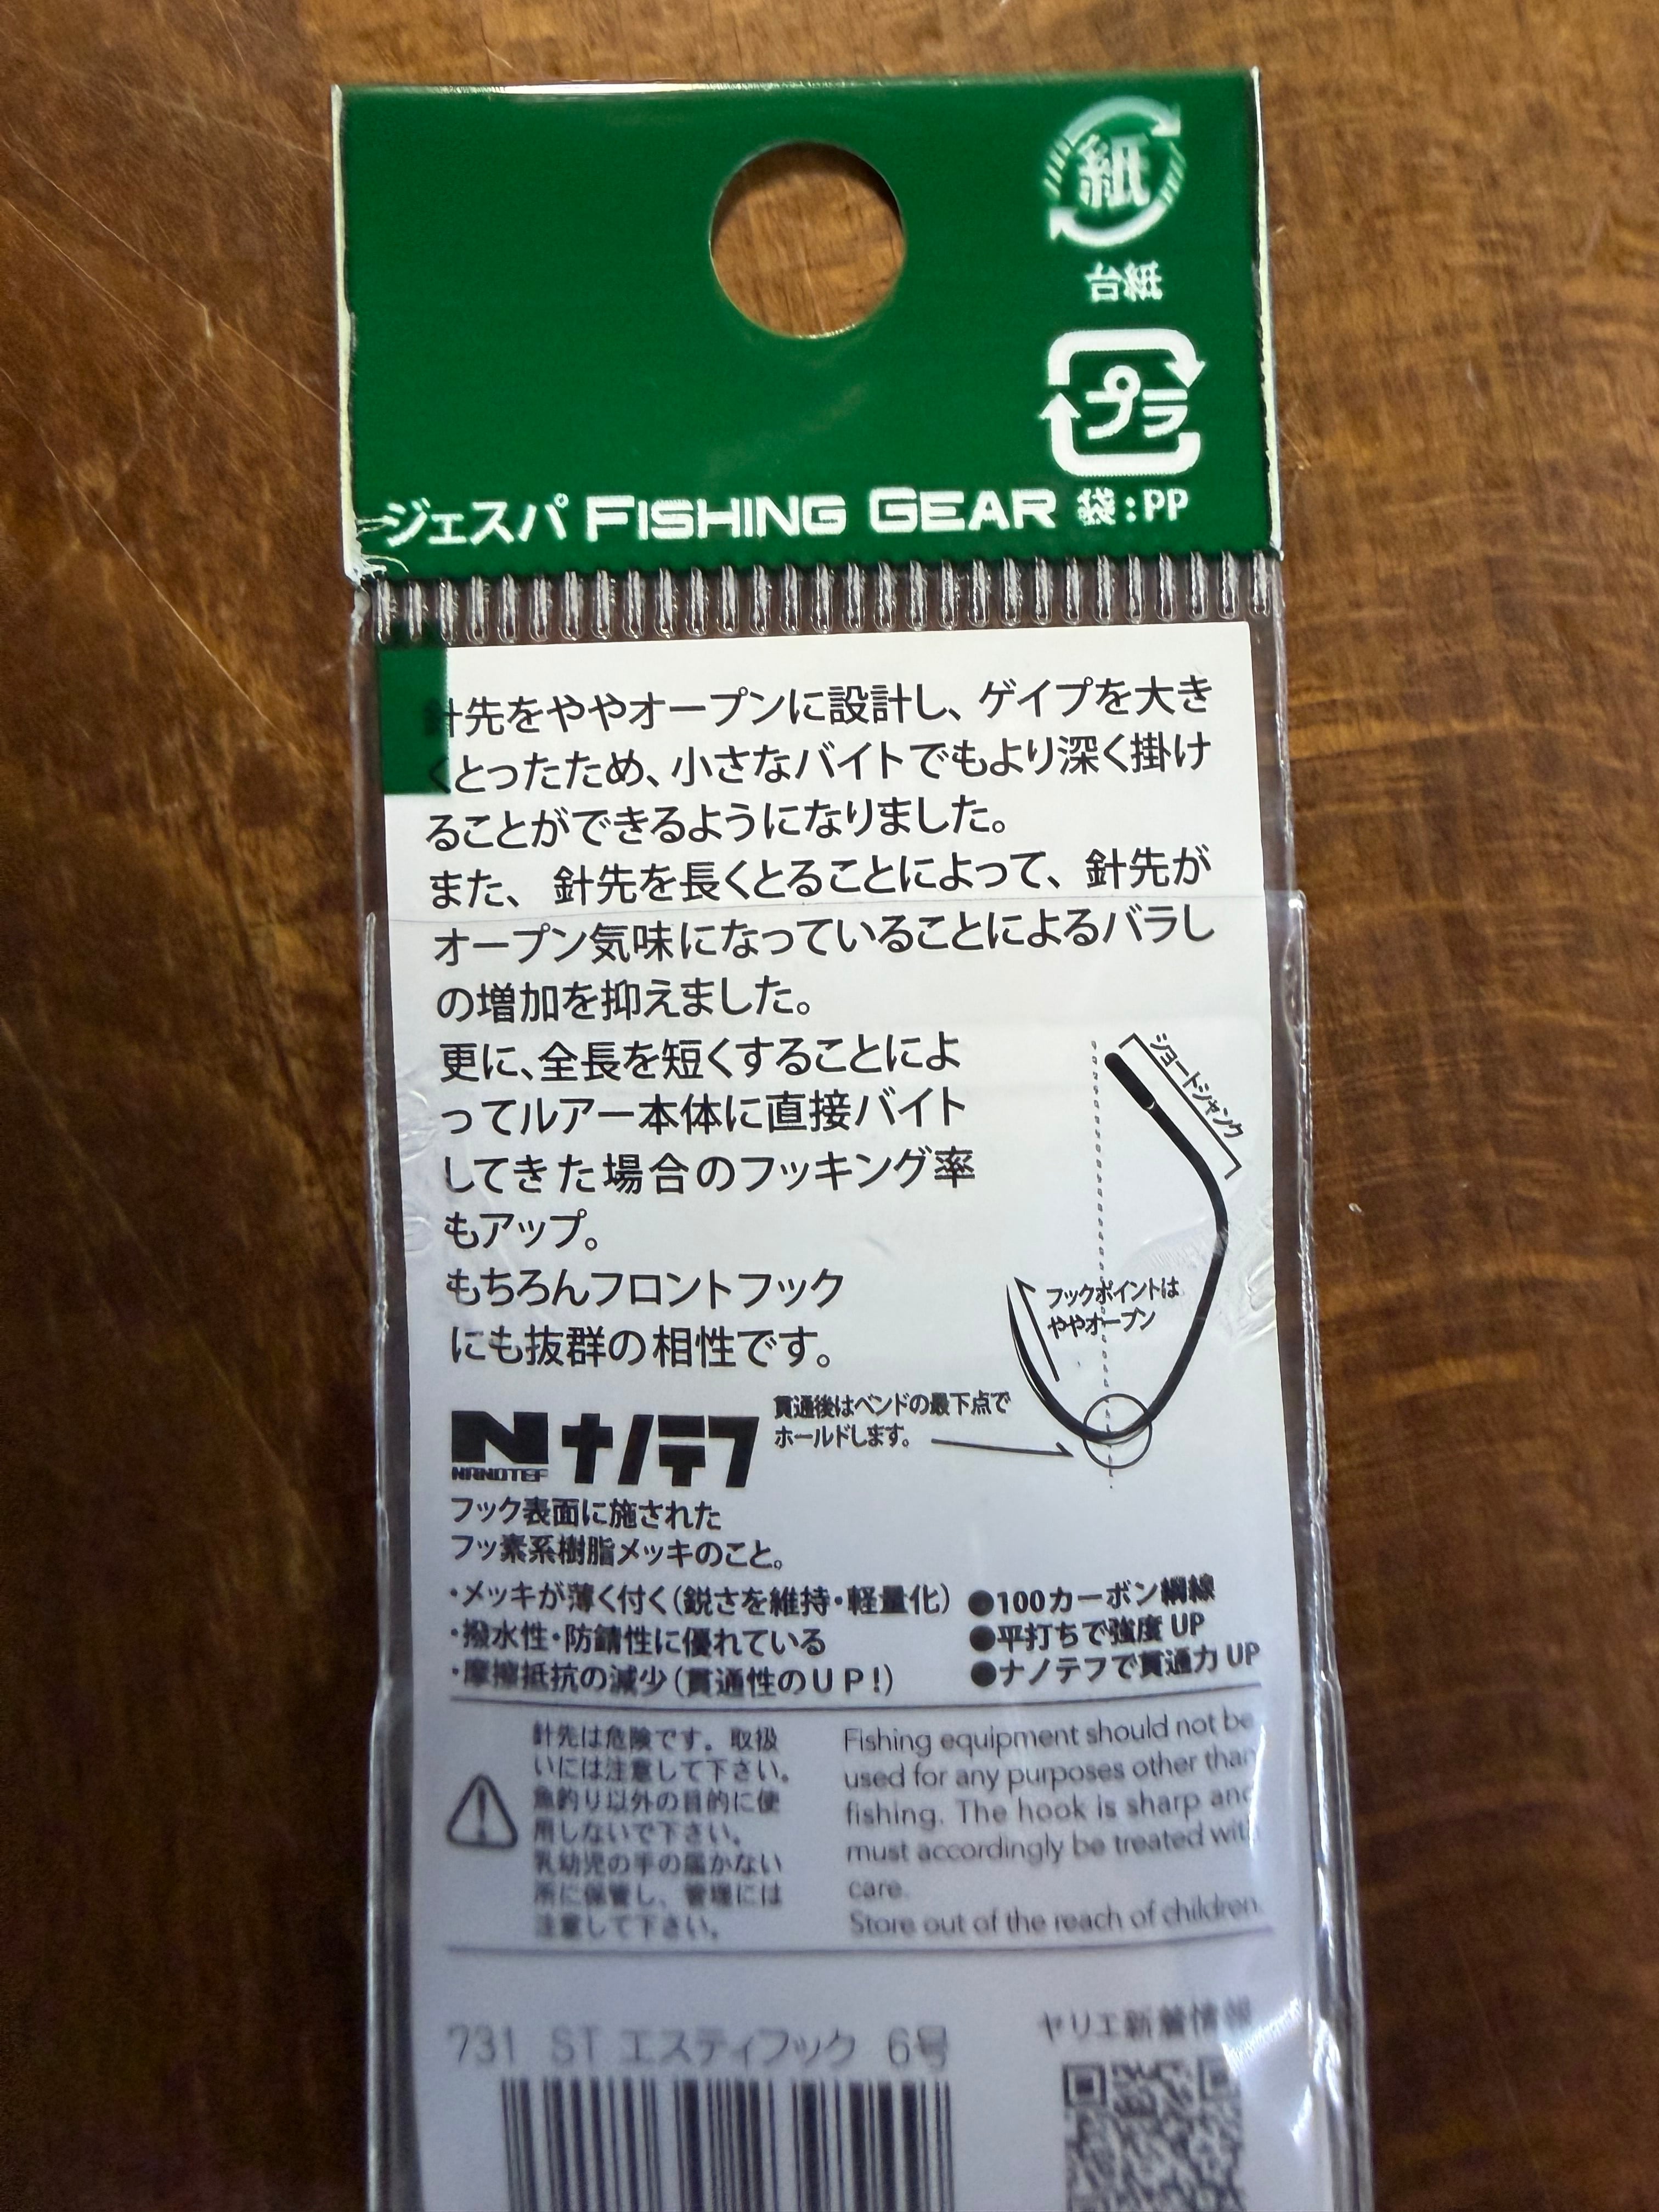 紙
台紙
プラ
ジェスパ FISHING GEAR 袋:PP
針先をややオープンに設計し、ゲイプを大き
くとったため、小さなバイトでもより深く掛け
ることができるようになりました。
また、針先を長くとることによって、針先が
オープン気味になっていることによるバラし
の増加を抑えました。
更に、全長を短くすることによ
ってルアー本体に直接バイト
してきた場合のフッキング率
もアップ。
もちろんフロントフック
にも抜群の相性です。
ショートシャンク
フックポイントは
ややオープン
貫通後はベンドの最下点で
ホールドします。
N ナノテフ
NANOTEF
フック表面に施された
フッ素系樹脂メッキのこと。
・メッキが薄く付く(鋭さを維持・軽量化)
・撥水性・防錆性に優れている
・摩擦抵抗の減少(貫通性のUP!)
●100カーボン鋼線
●平打ちで強度UP
●ナノテフで貫通力UP
針先は危険です。取扱
いには注意して下さい。
魚釣り以外の目的に使
用しないで下さい。
乳幼児の手の届かない
所に保管し、管理には
注意して下さい。
Fishing equipment should not be
used for any purposes other than
fishing. The hook is sharp and
must accordingly be treated with
care.
Store out of the reach of children.
731 ST エスティフック 6号
ヤリエ新着情報